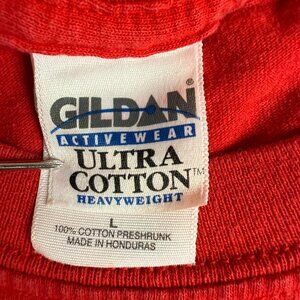 GILDAN
ACTIVEWEAR
ULTRA
COTTON™
HEAVYWEIGHT
L
100% COTTON PRESHRUNK
MADE IN HONDURAS